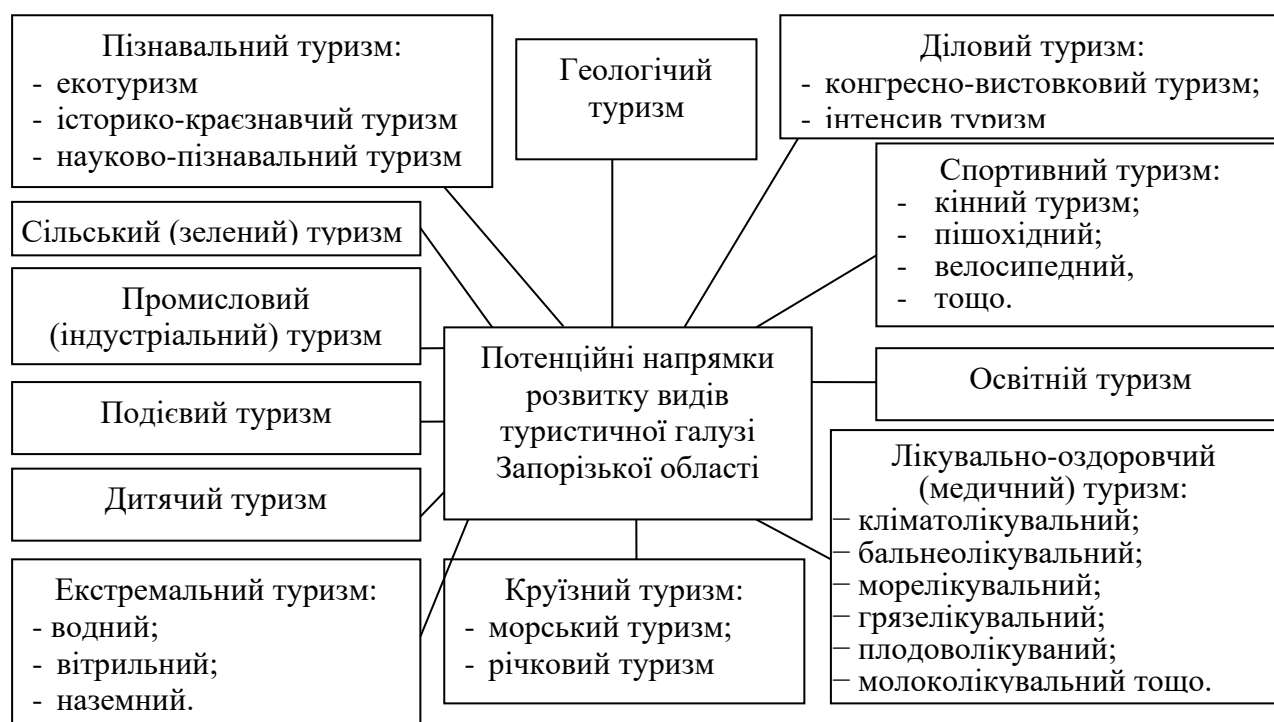 Пізнавальний туризм:
- екотуризм
- історико-краєзнавчий туризм
- науково-пізнавальний туризм
Геологічий
туризм
Діловий туризм:
- конгресно-вистовковий туризм;
- інтенсив туризм
Сільський (зелений) туризм
Спортивний туризм:
- кінний туризм;
- пішохідний;
- велосипедний,
- тощо.
Промисловий
(індустріальний) туризм
Потенційні напрямки
розвитку видів
туристичної галузі
Запорізької області
Освітній туризм
Подієвий туризм
Дитячий туризм
Лікувально-оздоровчий
(медичний) туризм:
– кліматолікувальний;
– бальнеолікувальний;
– морелікувальний;
– грязелікувальний;
– плодоволікуваний;
– молоколікувальний тощо.
Екстремальний туризм:
- водний;
- вітрильний;
- наземний.
Круїзний туризм:
- морський туризм;
- річковий туризм